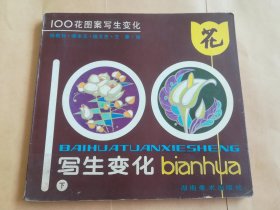 100花图案写生变化
花
100
BAIHUATUANXIESHENG
写生变化 bianhua
下
湖南美术出版社